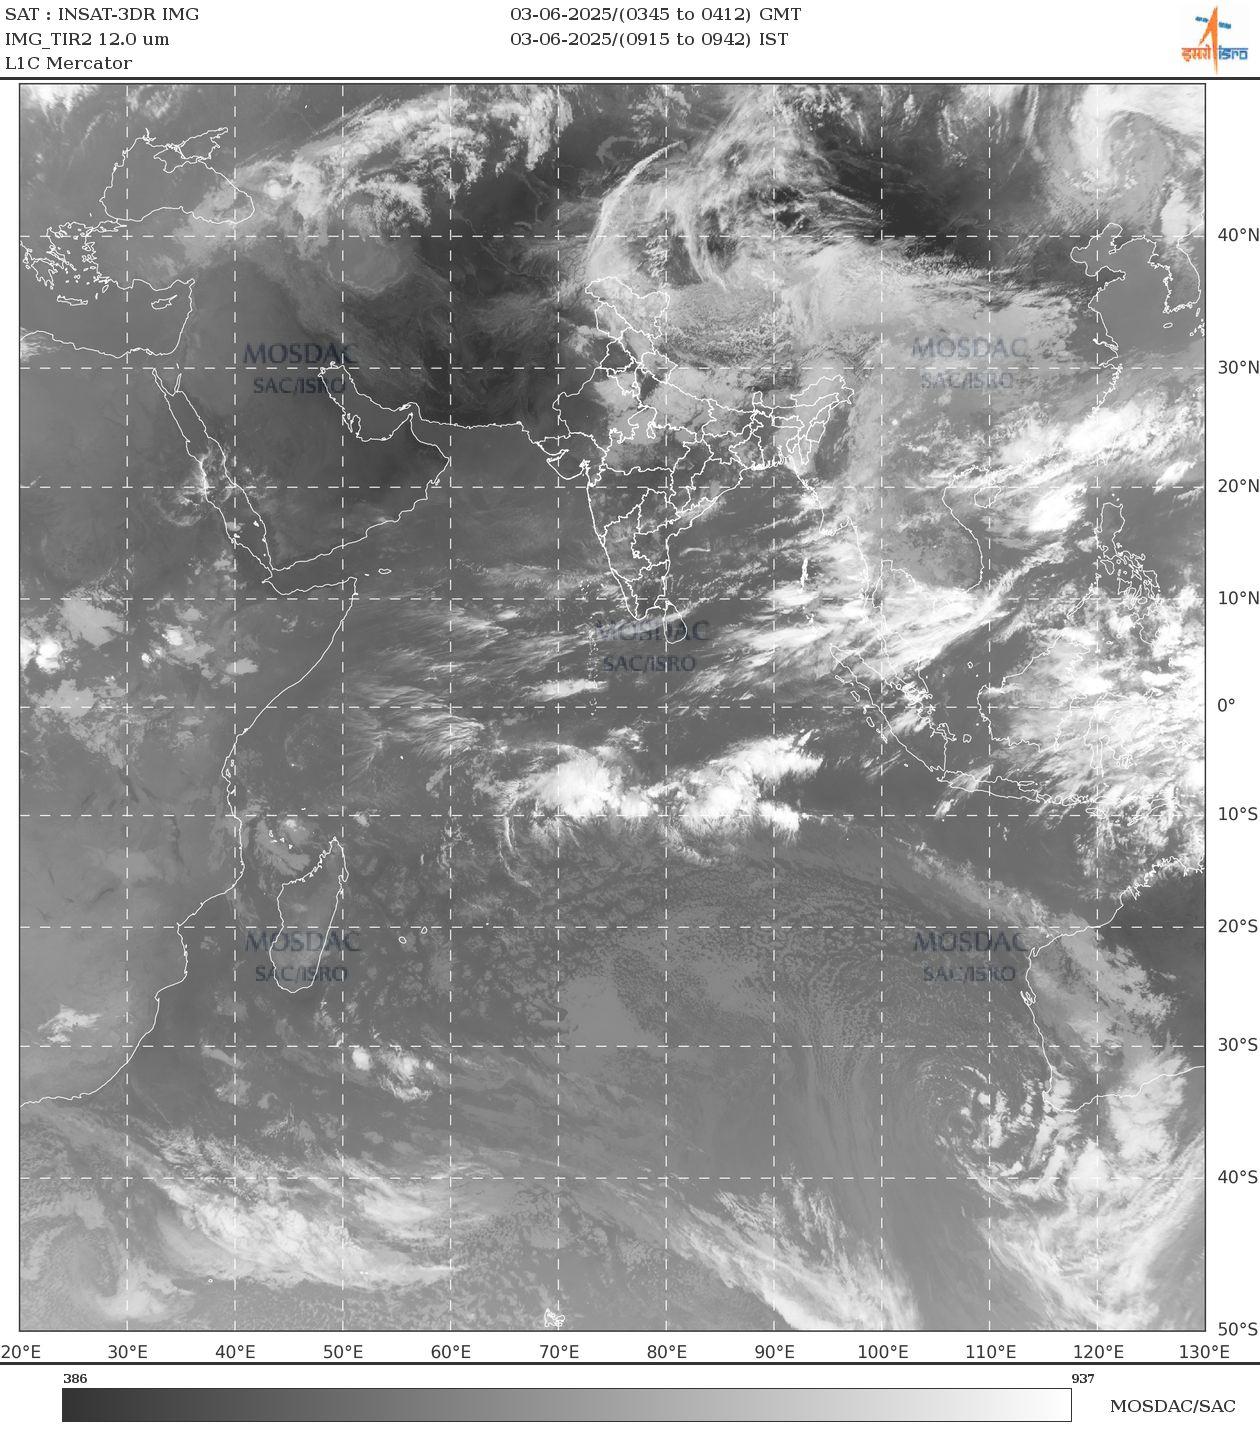 SAT : INSAT-3DR IMG
03-06-2025/(0345 to 0412) GMT
IMG_TIR2 12.0 um
03-06-2025/(0915 to 0942) IST
L1C Mercator
इसरो isro
40°N
MOSDAC
SAC/ISRO
MOSDAC
SAC/ISRO
30°N
20°N
10°N
MOSDAC
SAC/ISRO
0°
10°S
20°S
MOSDAC
SAC/ISRO
MOSDAC
SAC/ISRO
30°S
40°S
50°S
20°E 30°E 40°E 50°E 60°E 70°E 80°E 90°E 100°E 110°E 120°E 130°E
386 937
MOSDAC/SAC